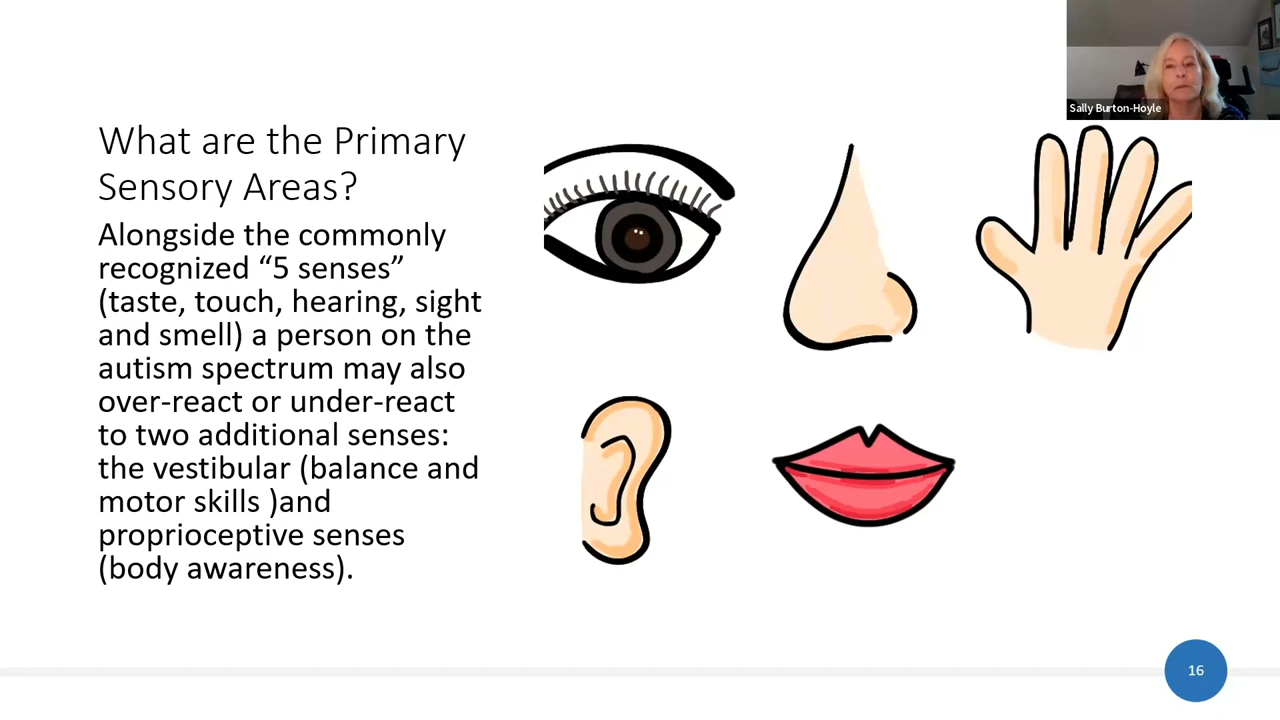 Sally Burton-Hoyle
What are the Primary
Sensory Areas?
Alongside the commonly
recognized “5 senses”
(taste, touch, hearing, sight
and smell) a person on the
autism spectrum may also
over-react or under-react
to two additional senses:
the vestibular (balance and
motor skills )and
proprioceptive senses
(body awareness).
16